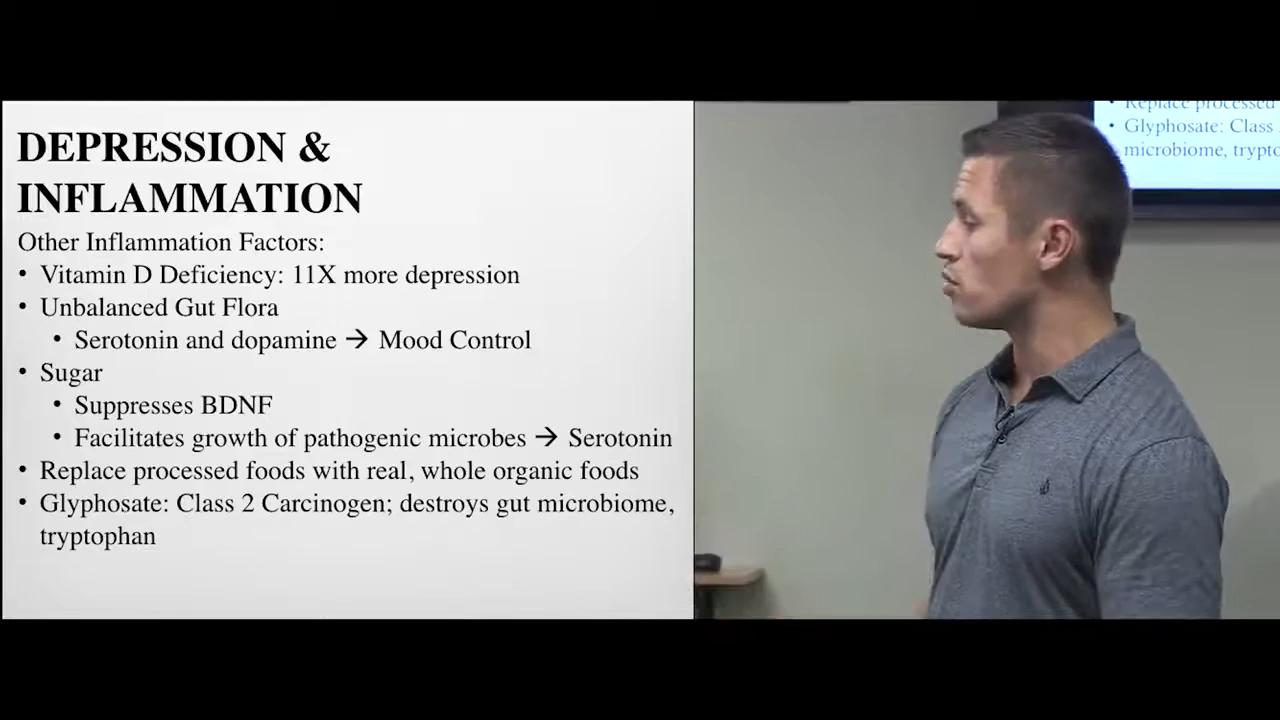 DEPRESSION &
INFLAMMATION
Other Inflammation Factors:
• Vitamin D Deficiency: 11X more depression
• Unbalanced Gut Flora
• Serotonin and dopamine → Mood Control
• Sugar
• Suppresses BDNF
• Facilitates growth of pathogenic microbes → Serotonin
• Replace processed foods with real, whole organic foods
• Glyphosate: Class 2 Carcinogen; destroys gut microbiome,
tryptophan
• Replace processed
• Glyphosate: Class
microbiome, trypto